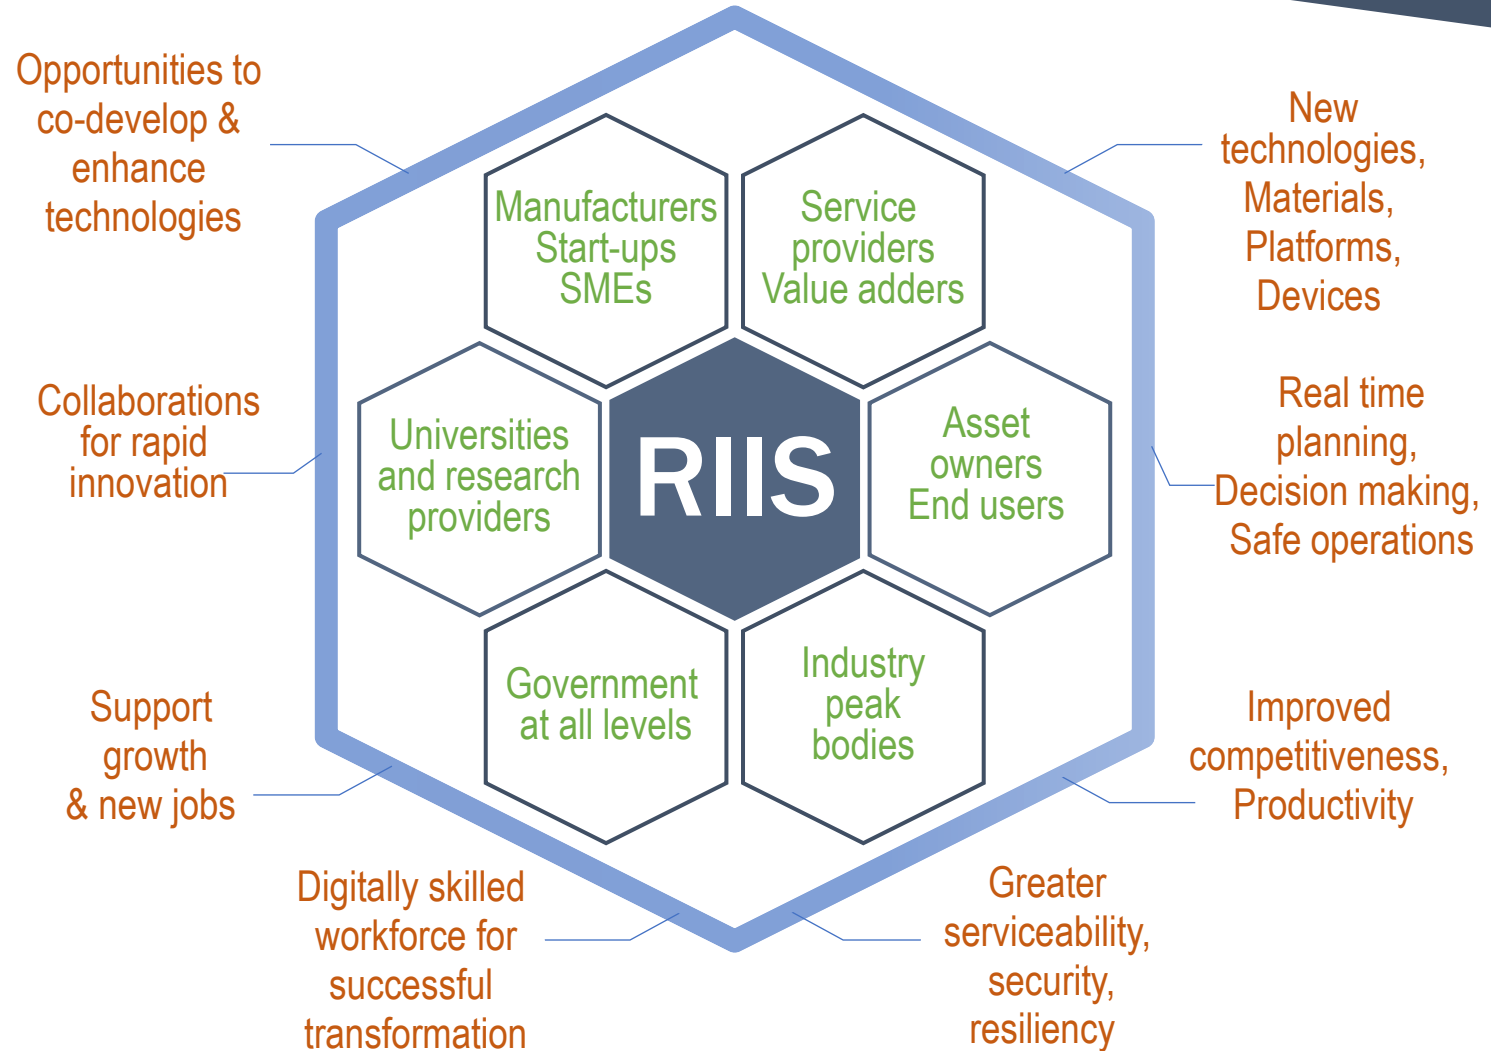 Opportunities to
co-develop &
enhance
technologies
New
technologies,
Materials,
Platforms,
Devices
Manufacturers
Start-ups
SMEs
Service
providers
Value adders
Collaborations
for rapid
innovation
Universities
and research
providers
RIIS
Asset
owners
End users
Real time
planning,
Decision making,
Safe operations
Support
growth
& new jobs
Government
at all levels
Industry
peak
bodies
Improved
competitiveness,
Productivity
Digitally skilled
workforce for
successful
transformation
Greater
serviceability,
security,
resiliency